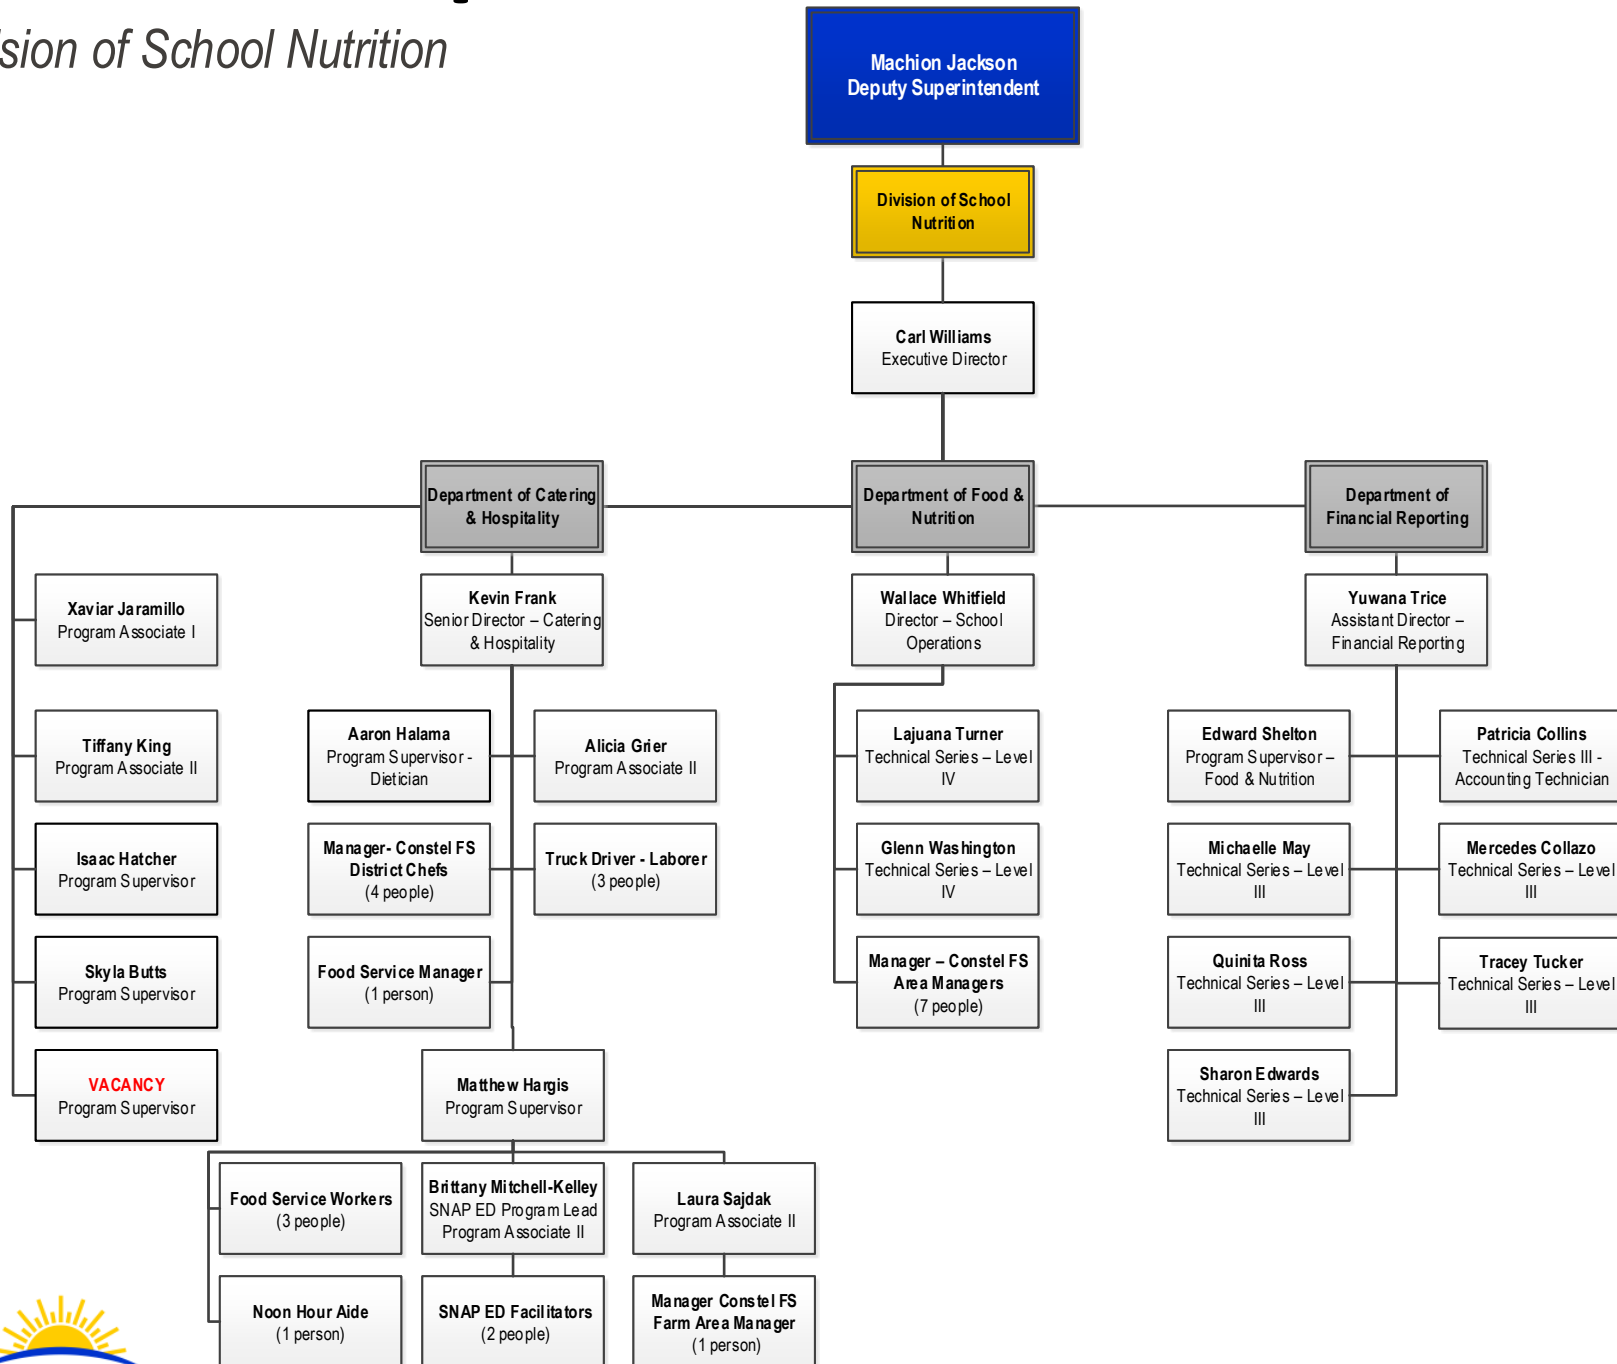 sion of School Nutrition
Machion Jackson
Deputy Superintendent
Division of School
Nutrition
Carl Williams
Executive Director
Department of Catering
& Hospitality
Department of Food &
Nutrition
Department of
Financial Reporting
Xaviar Jaramillo
Program Associate I
Kevin Frank
Senior Director – Catering
& Hospitality
Wallace Whitfield
Director – School
Operations
Yuwana Trice
Assistant Director –
Financial Reporting
Tiffany King
Program Associate II
Aaron Halama
Program Supervisor -
Dietician
Alicia Grier
Program Associate II
Lajuana Turner
Technical Series – Level
IV
Edward Shelton
Program Supervisor –
Food & Nutrition
Patricia Collins
Technical Series III -
Accounting Technician
Isaac Hatcher
Program Supervisor
Manager- Constel FS
District Chefs
(4 people)
Truck Driver - Laborer
(3 people)
Glenn Washington
Technical Series – Level
IV
Michaelle May
Technical Series – Level
III
Mercedes Collazo
Technical Series – Level
III
Skyla Butts
Program Supervisor
Food Service Manager
(1 person)
Manager – Constel FS
Area Managers
(7 people)
Quinita Ross
Technical Series – Level
III
Tracey Tucker
Technical Series – Level
III
VACANCY
Program Supervisor
Matthew Hargis
Program Supervisor
Sharon Edwards
Technical Series – Level
III
Food Service Workers
(3 people)
Brittany Mitchell-Kelley
SNAP ED Program Lead
Program Associate II
Laura Sajdak
Program Associate II
Noon Hour Aide
(1 person)
SNAP ED Facilitators
(2 people)
Manager Constel FS
Farm Area Manager
(1 person)